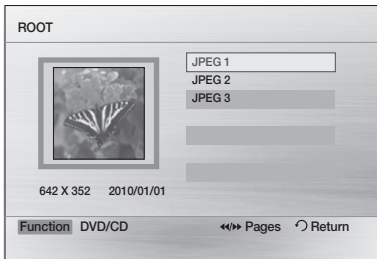 ROOT
JPEG 1
JPEG 2
JPEG 3
642 X 352 2010/01/01
Function DVD/CD Pages Return